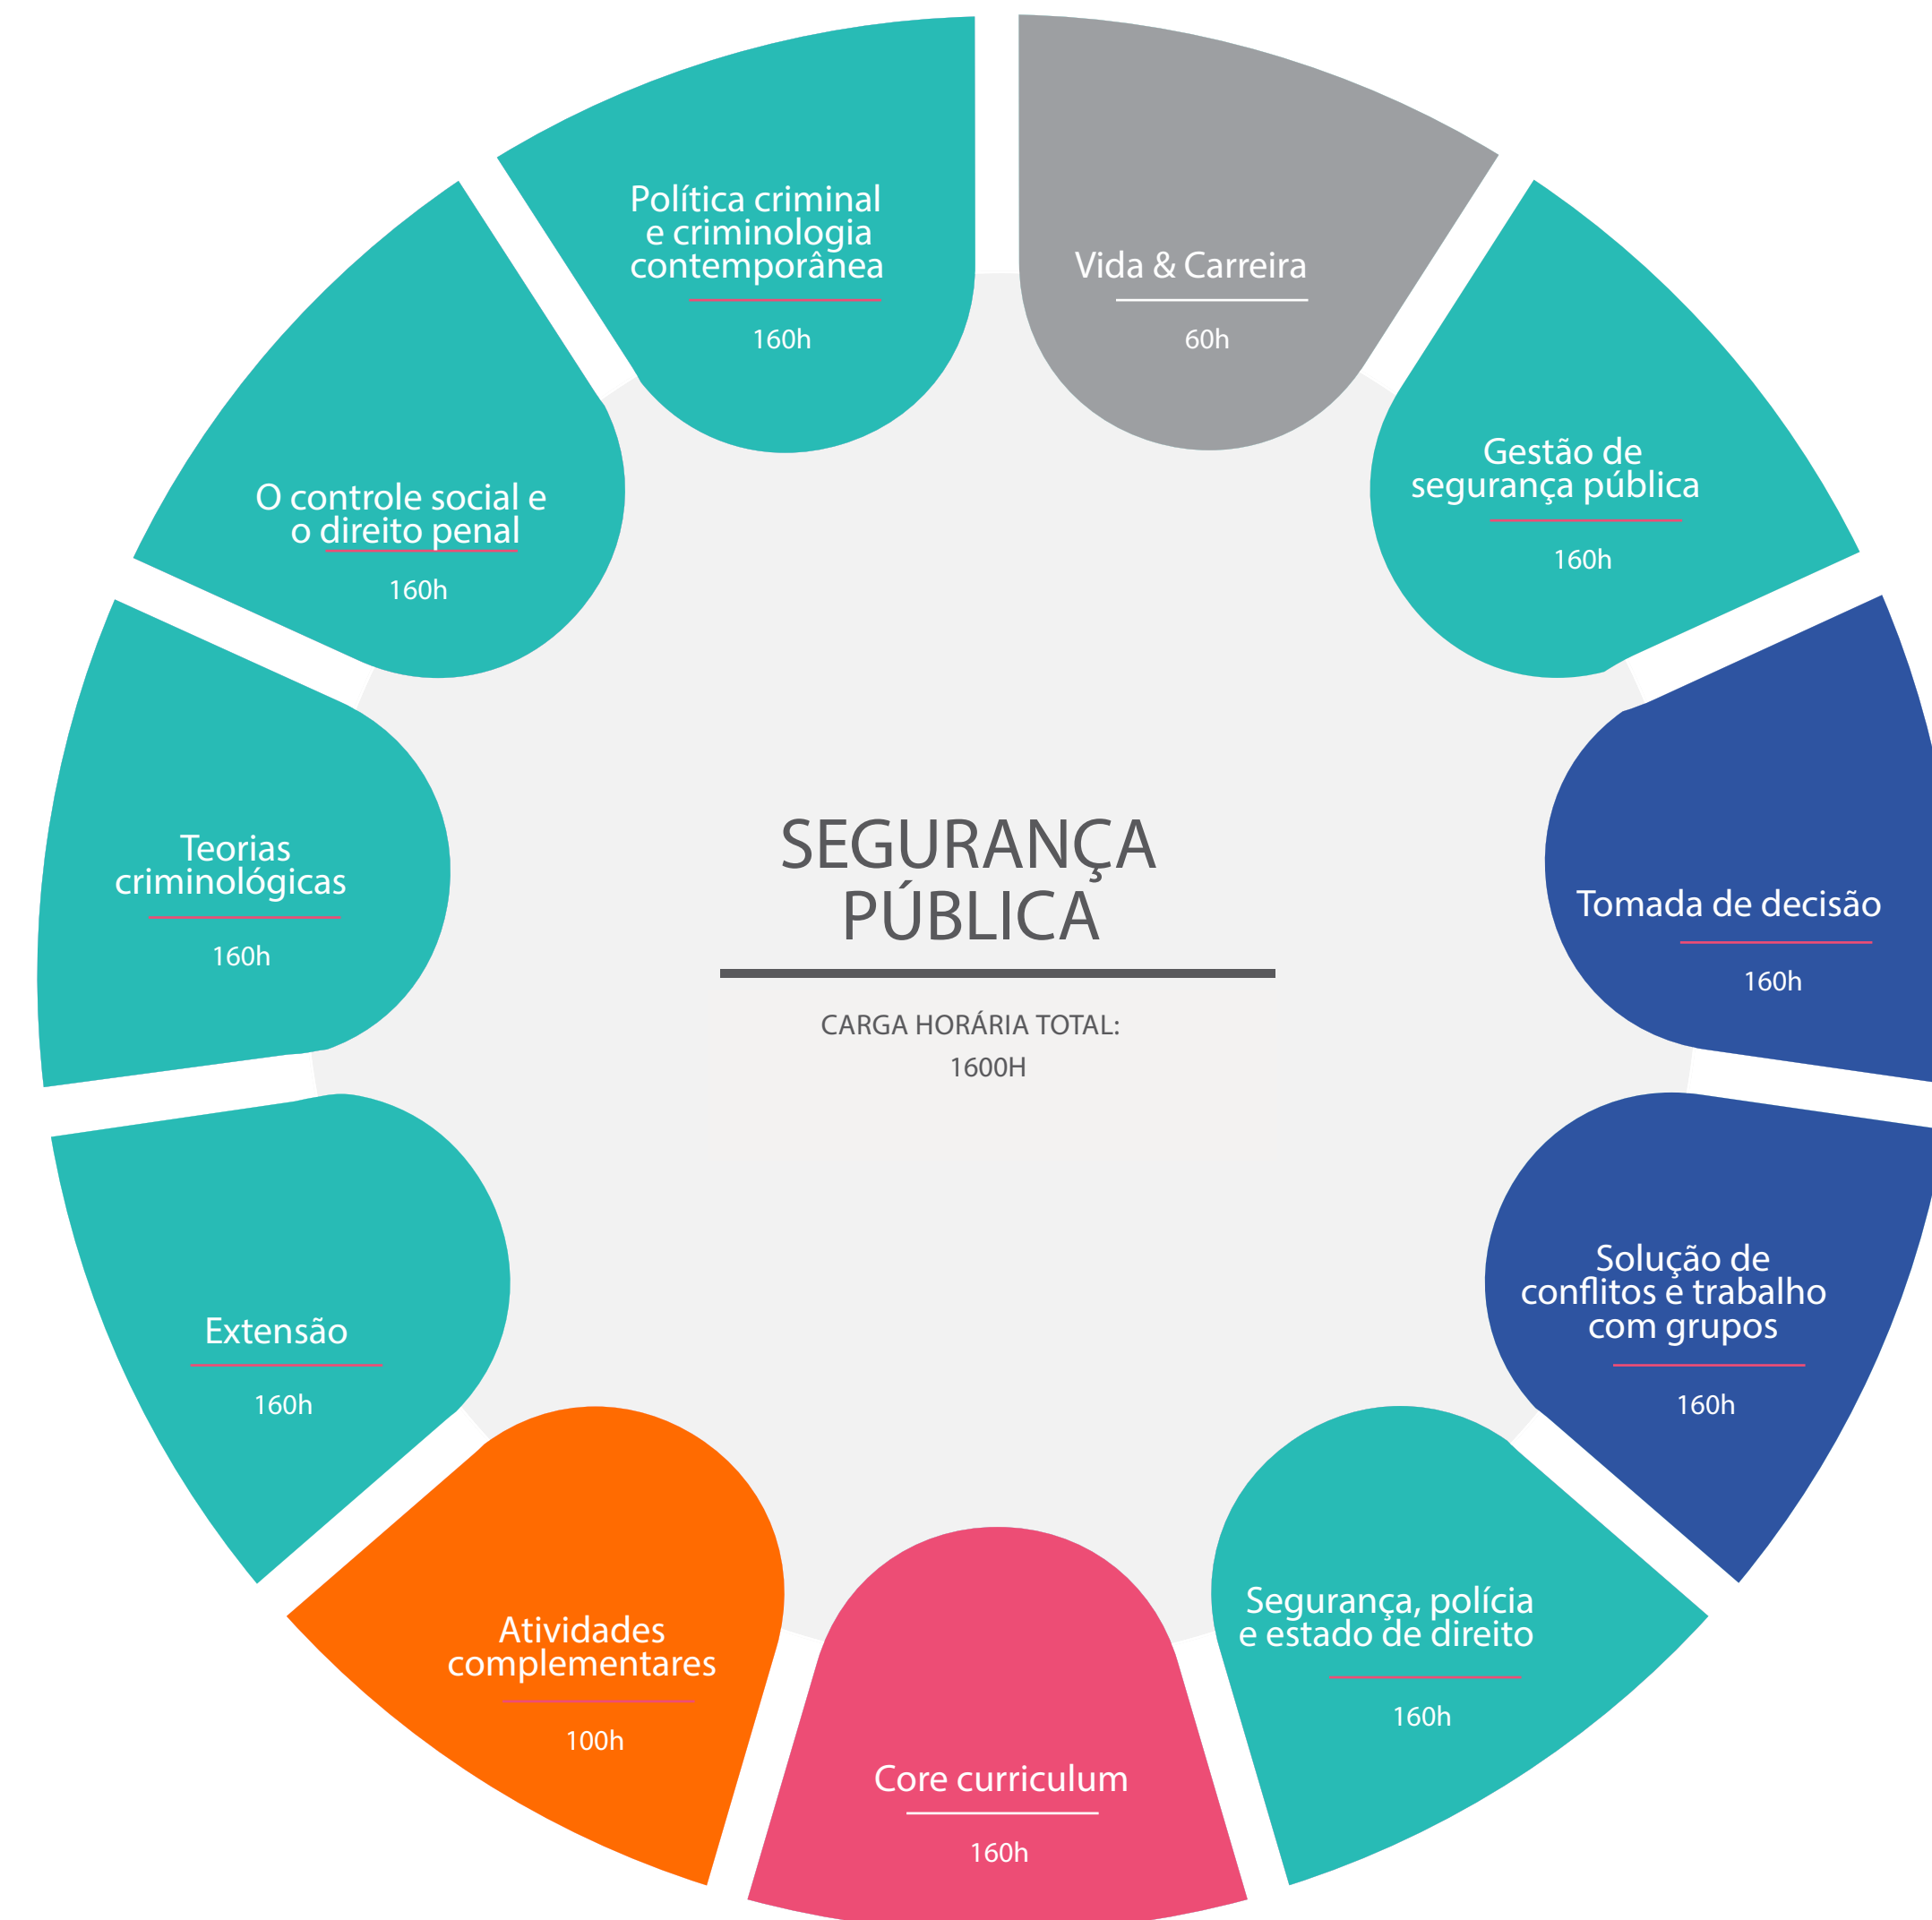 Política criminal
e criminologia
contemporânea
160h
Vida & Carreira
60h
Gestão de
segurança pública
160h
Tomada de decisão
160h
Solução de
conflitos e trabalho
com grupos
160h
Segurança, polícia
e estado de direito
160h
Core curriculum
160h
Atividades
complementares
100h
Extensão
160h
Teorias
criminológicas
160h
O controle social e
o direito penal
160h
SEGURANÇA
PÚBLICA
CARGA HORÁRIA TOTAL:
1600H